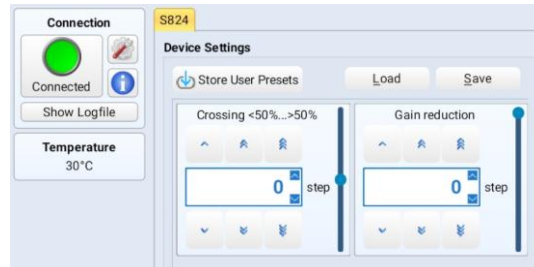 Connection
Connected
Show Logfile
Temperature
30°C
S824
Device Settings
Store User Presets
Load
Save
Crossing <50%...>50%
0 step
Gain reduction
0 step